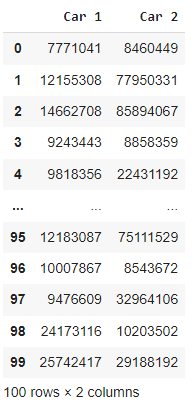 Car 1 Car 2
0 7771041 8460449
1 12155308 77950331
2 14662708 85894067
3 9243443 8858359
4 9818356 22431192
... ... ...
95 12183087 75111529
96 10007867 8543672
97 9476609 32964106
98 24173116 10203502
99 25742417 29188192
100 rows × 2 columns